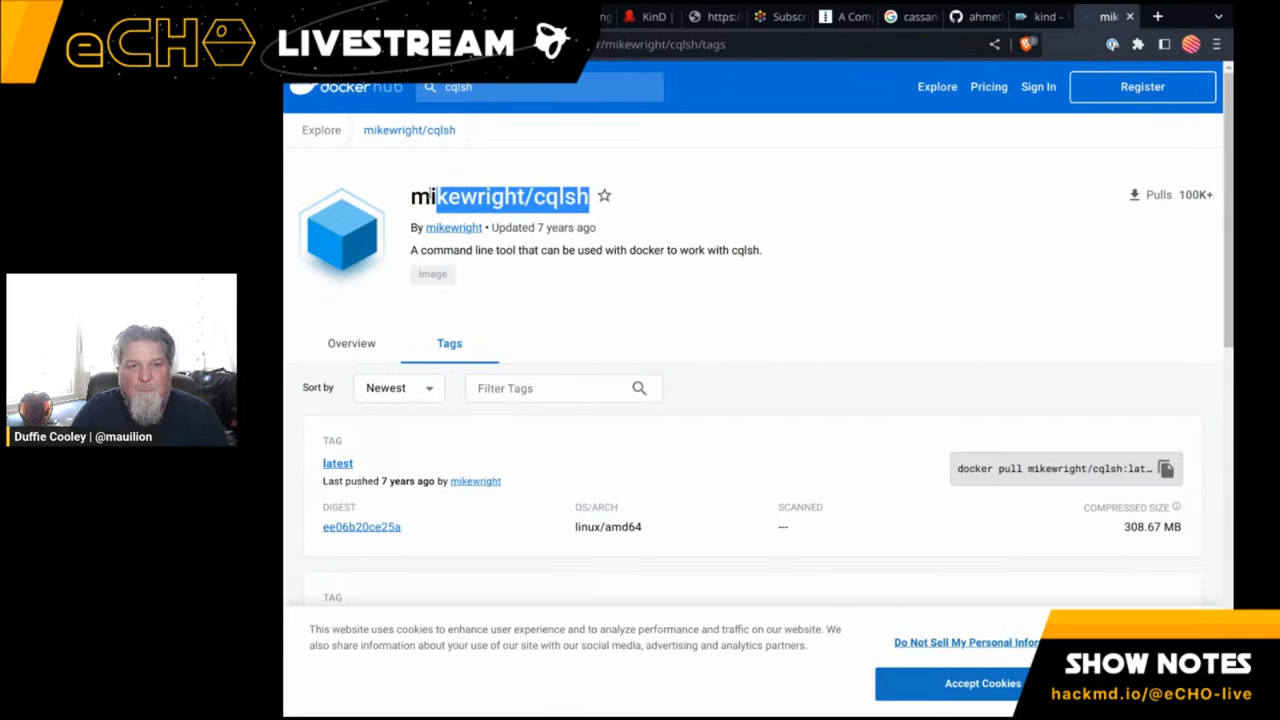 eCHO LIVESTREAM
KinD
https:/
Subscri
A Comp
cassan
ahmetl
kind –
mik
r/mikewright/cqlsh/tags
docker hub
cqlsh
Explore
Pricing
Sign In
Register
Explore
mikewright/cqlsh
mikewright/cqlsh
Pulls 100K+
By mikewright • Updated 7 years ago
A command line tool that can be used with docker to work with cqlsh.
Image
Overview
Tags
Sort by
Newest
Filter Tags
TAG
latest
docker pull mikewright/cqlsh:lat…
Last pushed 7 years ago by mikewright
DIGEST
OS/ARCH
SCANNED
COMPRESSED SIZE
ee06b20ce25a
linux/amd64
---
308.67 MB
TAG
This website uses cookies to enhance user experience and to analyze performance and traffic on our website. We
also share information about your use of our site with our social media, advertising and analytics partners.
Do Not Sell My Personal Infor
Accept Cookies
Duffie Cooley | @mauilion
SHOW NOTES
hackmd.io/@eCHO-live